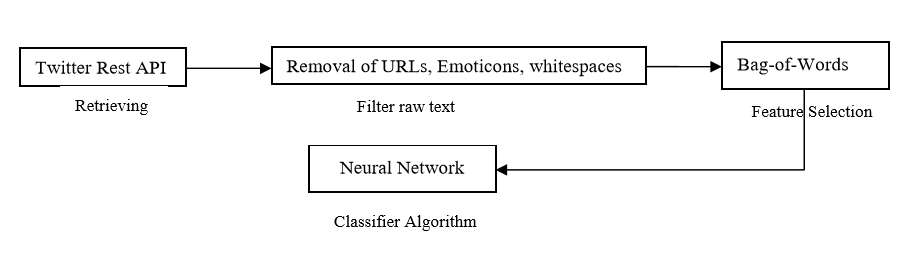 Twitter Rest API
Retrieving
Removal of URLs, Emoticons, whitespaces
Filter raw text
Bag-of-Words
Feature Selection
Neural Network
Classifier Algorithm